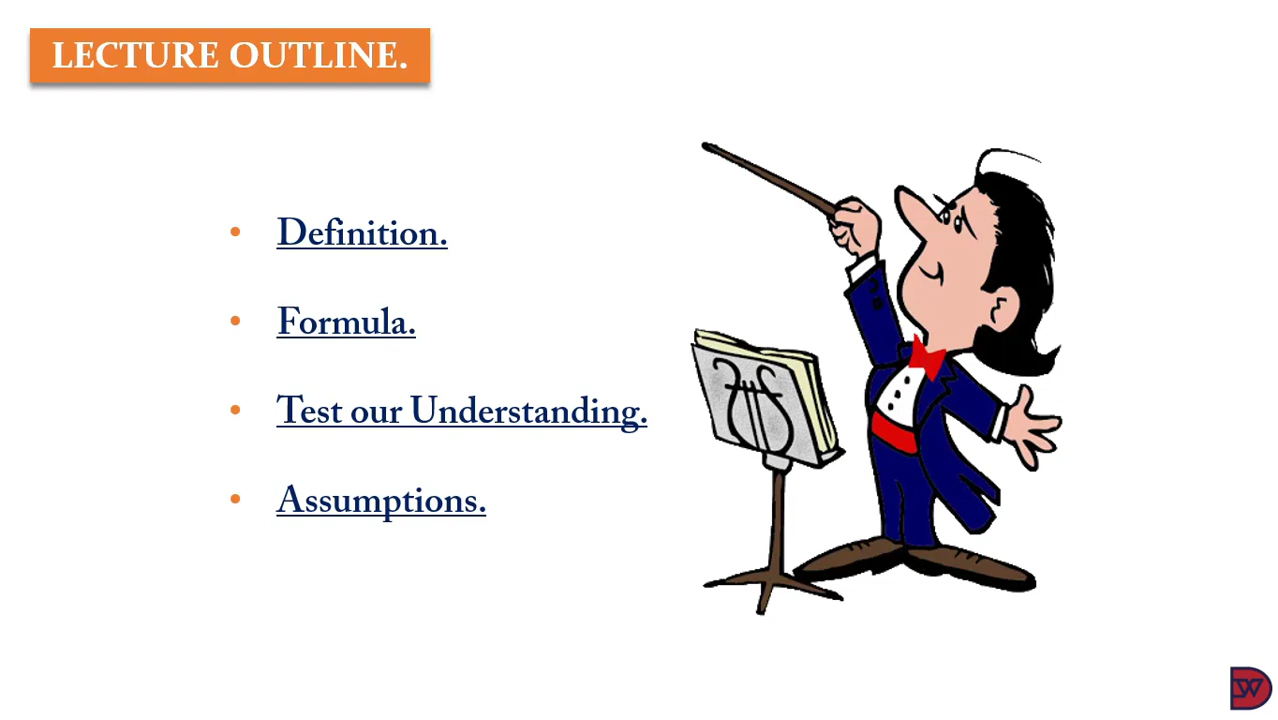 LECTURE OUTLINE.
• Definition.
• Formula.
• Test our Understanding.
• Assumptions.